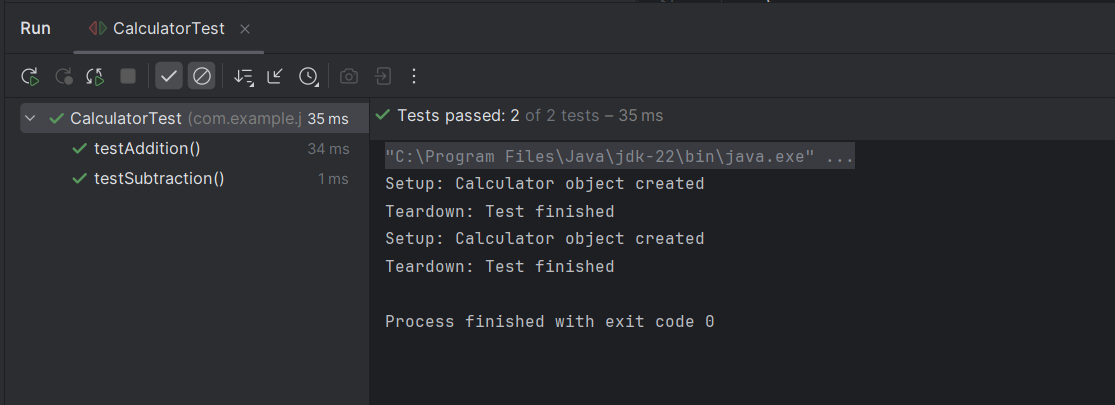 Run CalculatorTest
CalculatorTest (com.example.j 35 ms
testAddition() 34 ms
testSubtraction() 1 ms
Tests passed: 2 of 2 tests – 35 ms
"C:\Program Files\Java\jdk-22\bin\java.exe" ...
Setup: Calculator object created
Teardown: Test finished
Setup: Calculator object created
Teardown: Test finished
Process finished with exit code 0